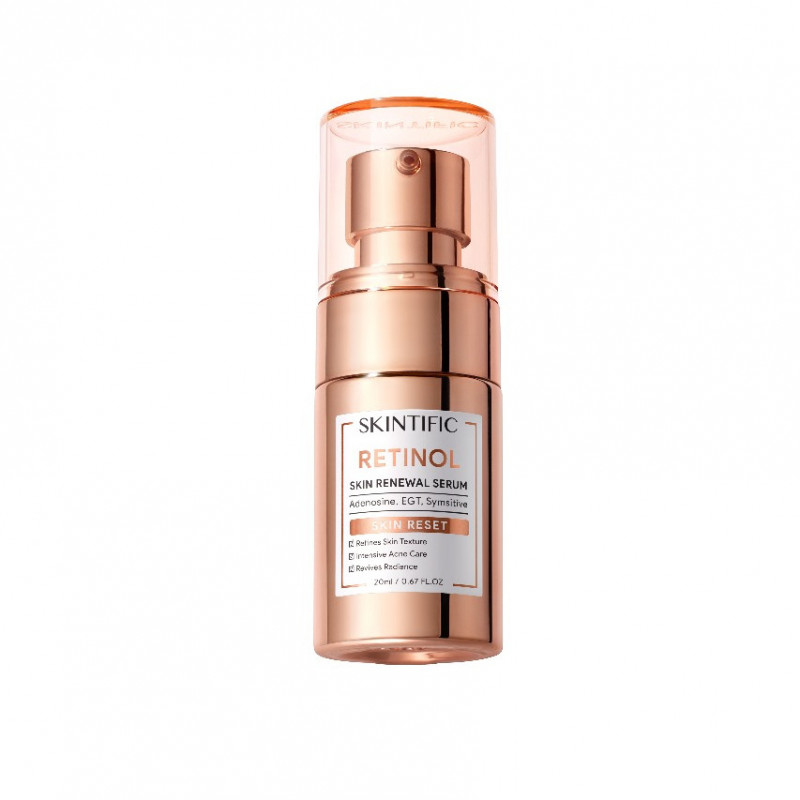 SKINTIFIC
SKINTIFIC
RETINOL
SKIN RENEWAL SERUM
Adenosine, EGT, Symsitive
SKIN RESET
Refines Skin Texture
Intensive Acne Care
Revives Radiance
20ml / 0.67 FL.OZ